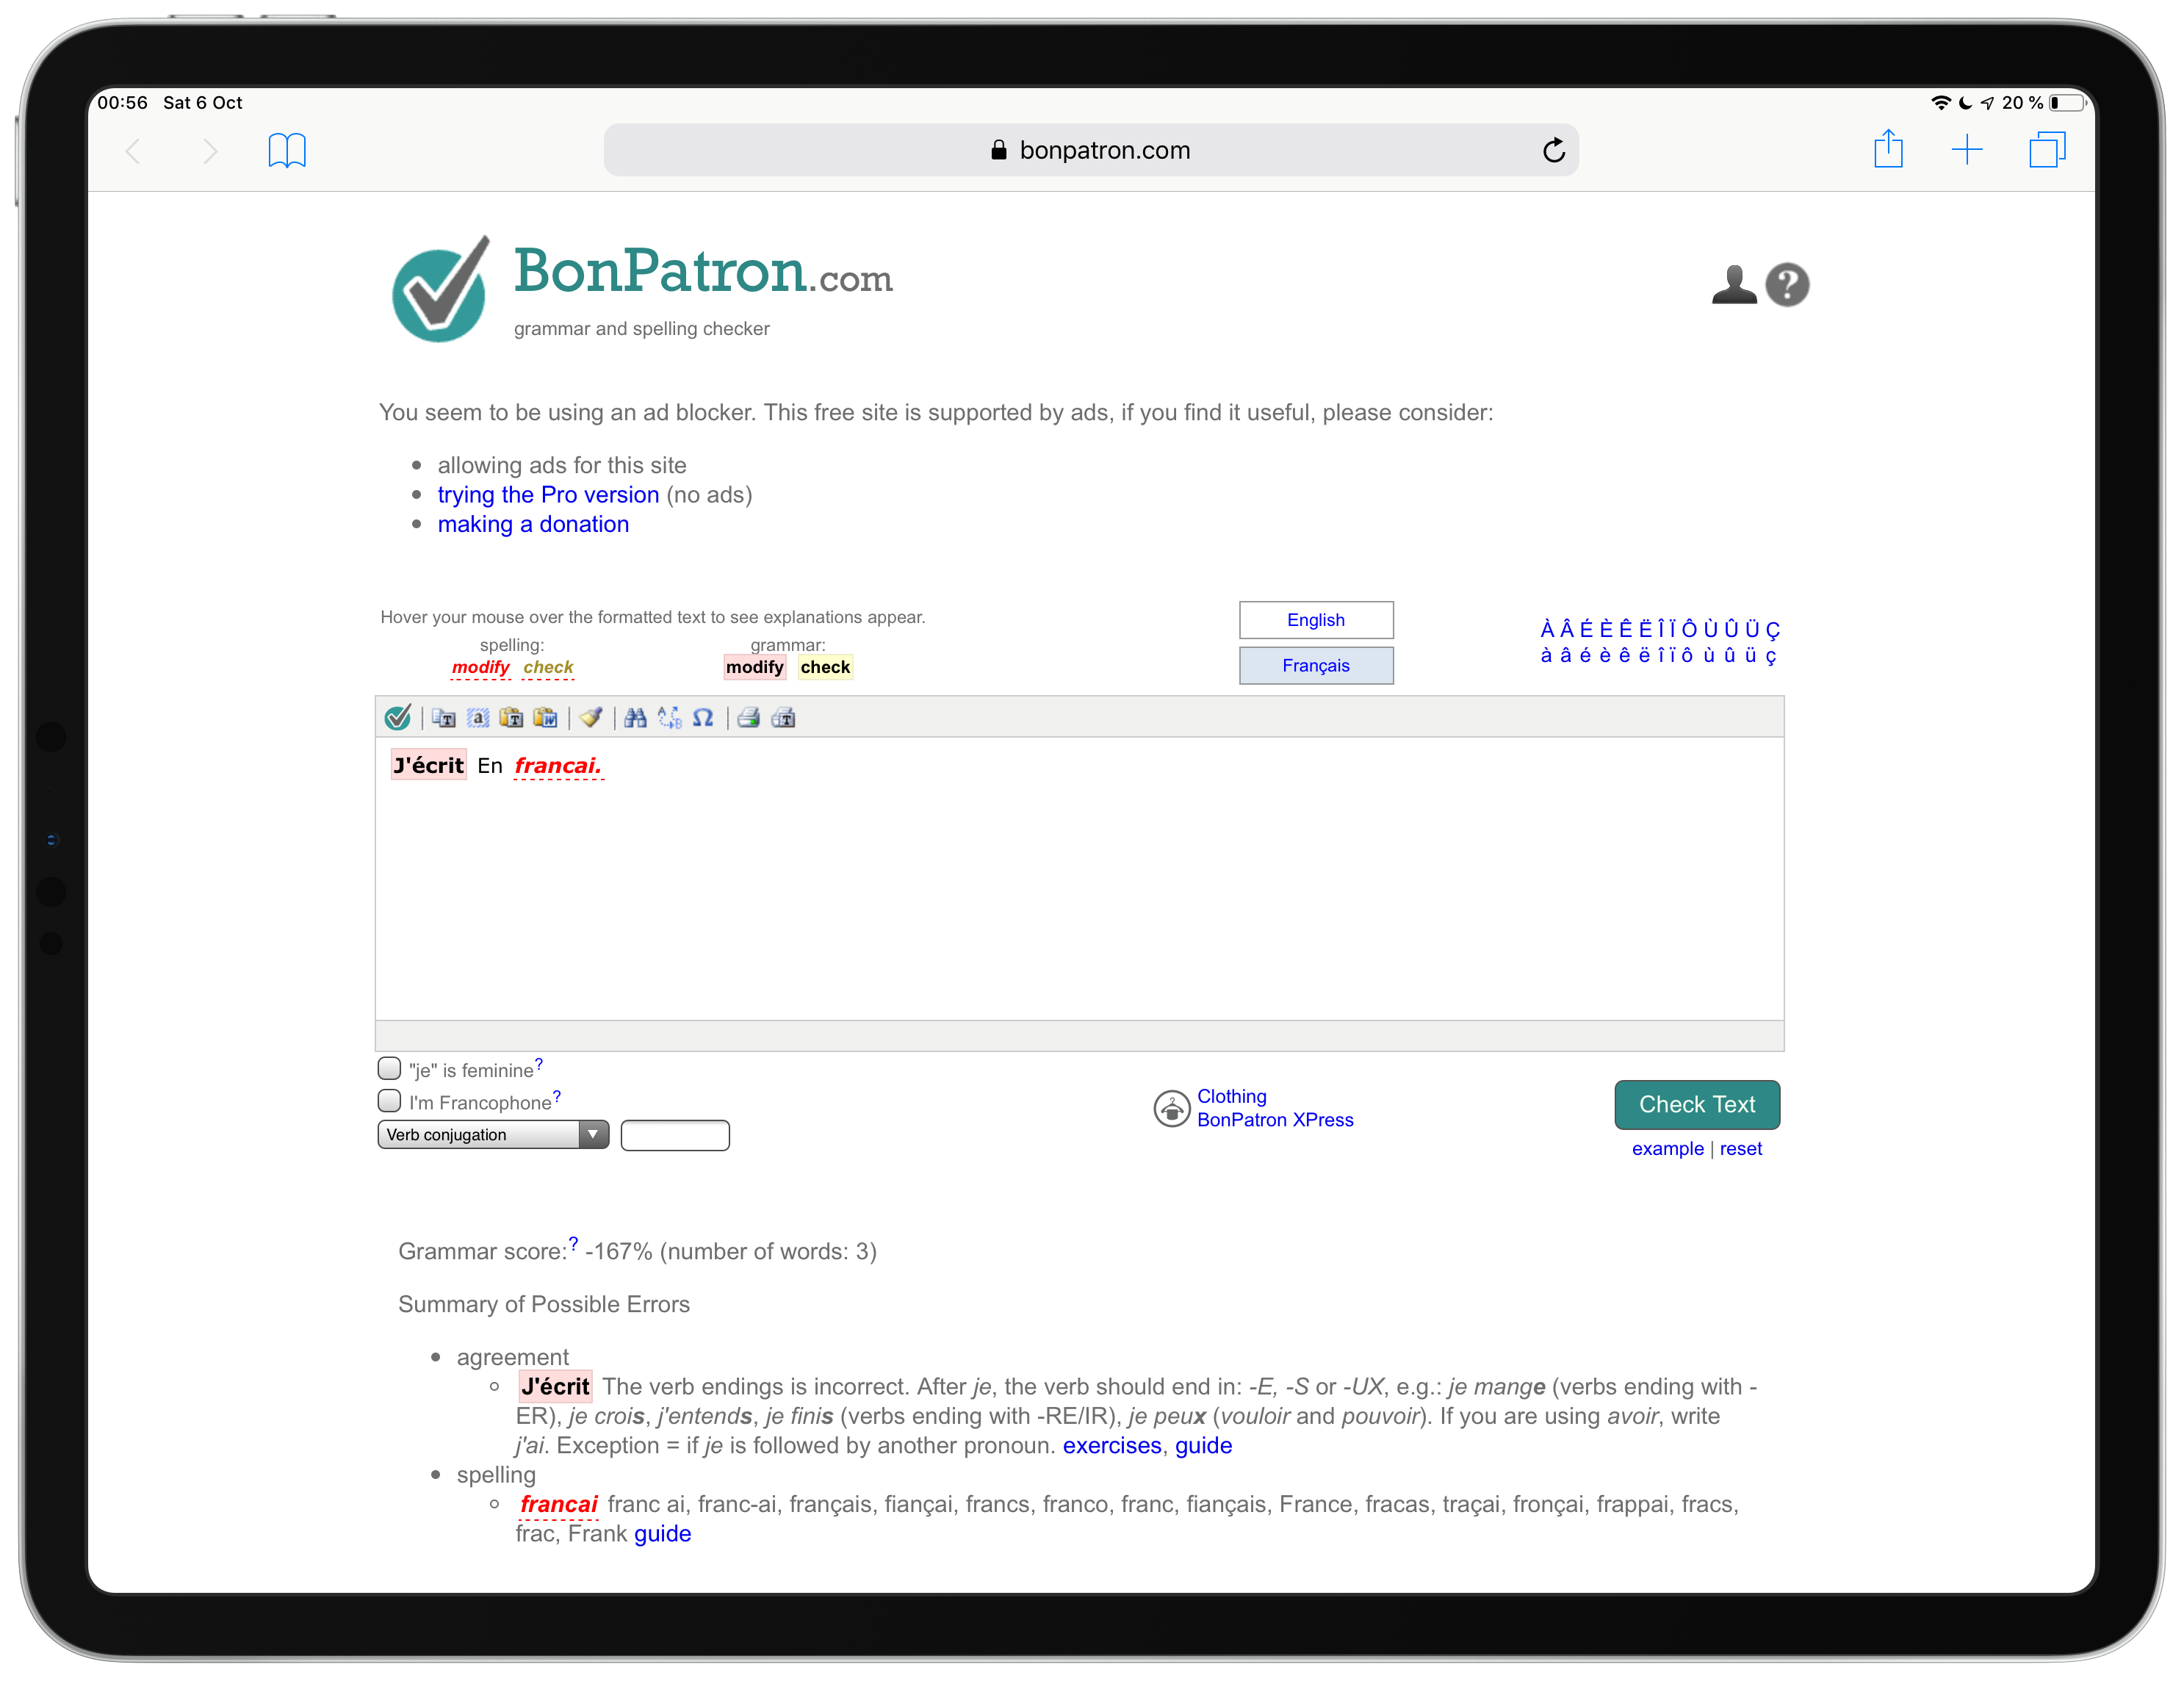 00:56 Sat 6 Oct 20 %
bonpatron.com
BonPatron.com
grammar and spelling checker
You seem to be using an ad blocker. This free site is supported by ads, if you find it useful, please consider:
• allowing ads for this site
• trying the Pro version (no ads)
• making a donation
Hover your mouse over the formatted text to see explanations appear.
spelling: grammar:
modify check modify check
English
Français
À Â É È Ê Ë Î Ï Ô Ù Û Ü Ç
à â é è ê ë î ï ô ù û ü ç
J'écrit En francai.
"je" is feminine?
I'm Francophone?
Verb conjugation
Clothing
BonPatron XPress
Check Text
example | reset
Grammar score:? -167% (number of words: 3)
Summary of Possible Errors
• agreement
J'écrit The verb endings is incorrect. After je, the verb should end in: -E, -S or -UX, e.g.: je mange (verbs ending with -
ER), je crois, j'entends, je finis (verbs ending with -RE/IR), je peux (vouloir and pouvoir). If you are using avoir, write
j'ai. Exception = if je is followed by another pronoun. exercises, guide
• spelling
francai franc ai, franc-ai, français, fiançai, francs, franco, franc, fiançais, France, fracas, traçai, fronçai, frappai, fracs,
frac, Frank guide